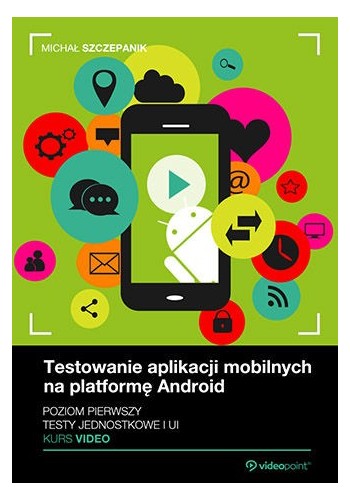 MICHAŁ SZCZEPANIK
@
Testowanie aplikacji mobilnych
na platformę Android
POZIOM PIERWSZY
TESTY JEDNOSTKOWE I UI
KURS VIDEO
videopoint